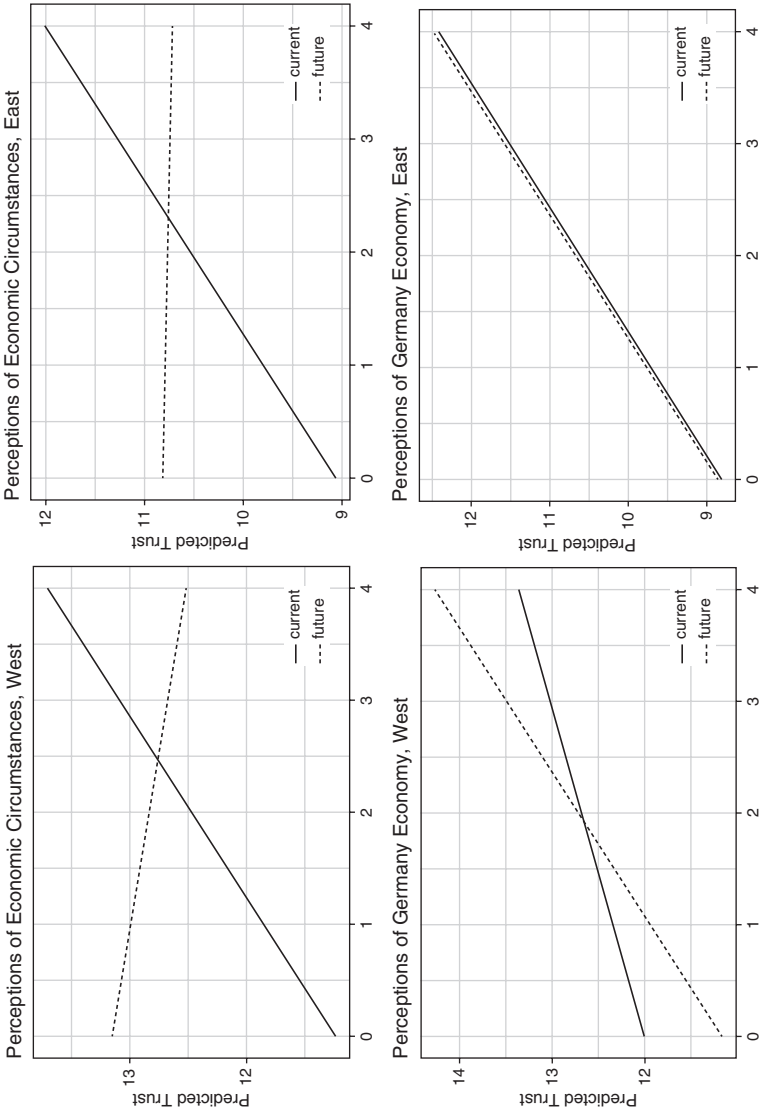 Perceptions of Economic Circumstances, West
Predicted Trust
13
12
0
1
2
3
4
current
future
Perceptions of Economic Circumstances, East
Predicted Trust
12
11
10
9
0
1
2
3
4
current
future
Perceptions of Germany Economy, West
Predicted Trust
14
13
12
0
1
2
3
4
current
future
Perceptions of Germany Economy, East
Predicted Trust
12
11
10
9
0
1
2
3
4
current
future